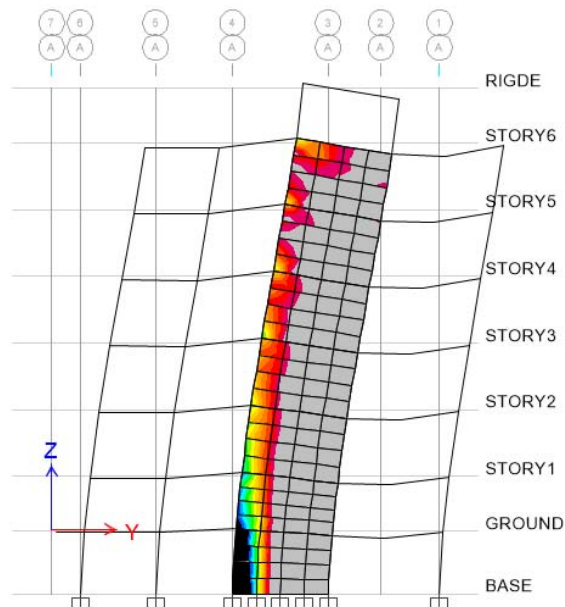 7 6 5 4 3 2 1
A A A A A A A
RIGDE
STORY6
STORY5
STORY4
STORY3
STORY2
STORY1
Z
GROUND
Y
BASE